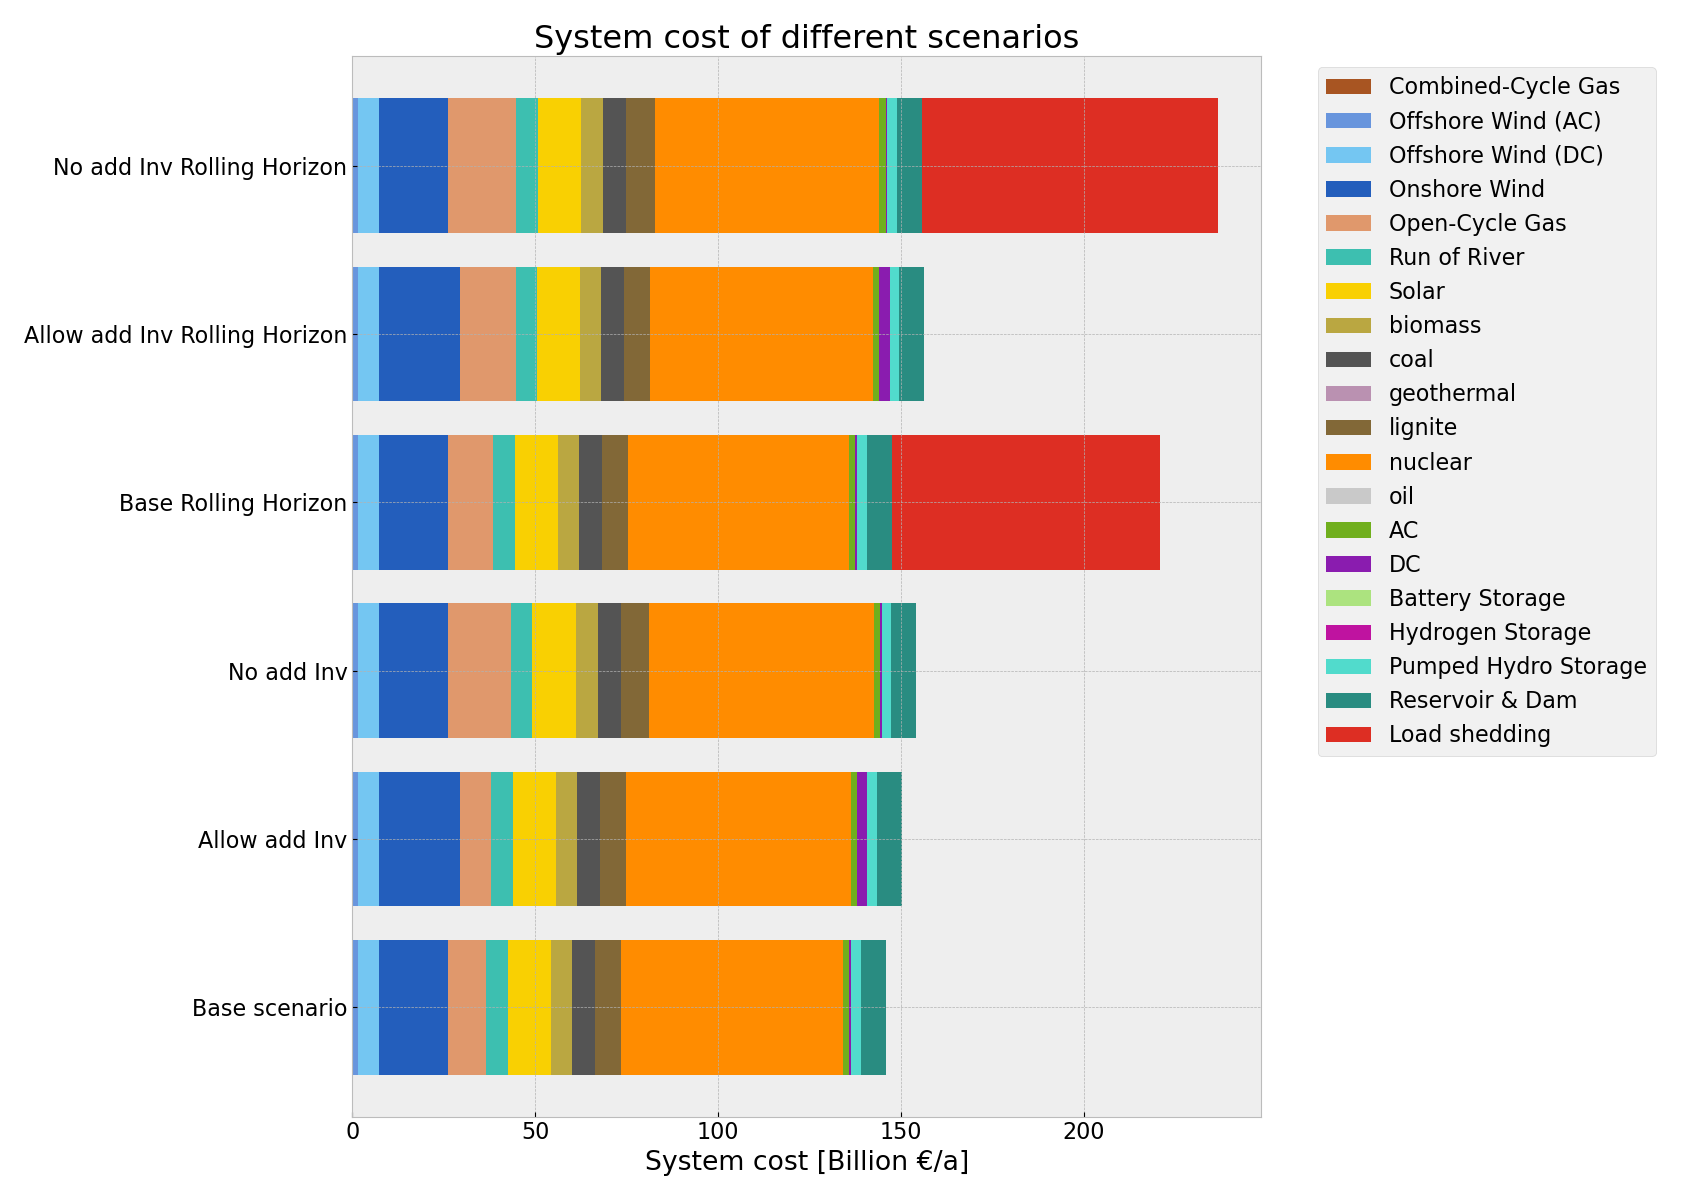 System cost of different scenarios
No add Inv Rolling Horizon
Allow add Inv Rolling Horizon
Base Rolling Horizon
No add Inv
Allow add Inv
Base scenario
0 50 100 150 200
System cost [Billion €/a]
Combined-Cycle Gas
Offshore Wind (AC)
Offshore Wind (DC)
Onshore Wind
Open-Cycle Gas
Run of River
Solar
biomass
coal
geothermal
lignite
nuclear
oil
AC
DC
Battery Storage
Hydrogen Storage
Pumped Hydro Storage
Reservoir & Dam
Load shedding